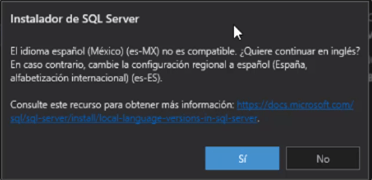 Instalador de SQL Server
El idioma español (México) (es-MX) no es compatible. ¿Quiere continuar en inglés?
En caso contrario, cambie la configuración regional a español (España,
alfabetización internacional) (es-ES).
Consulte este recurso para obtener más información: https://docs.microsoft.com/
sql/sql-server/install/local-language-versions-in-sql-server.
Sí
No